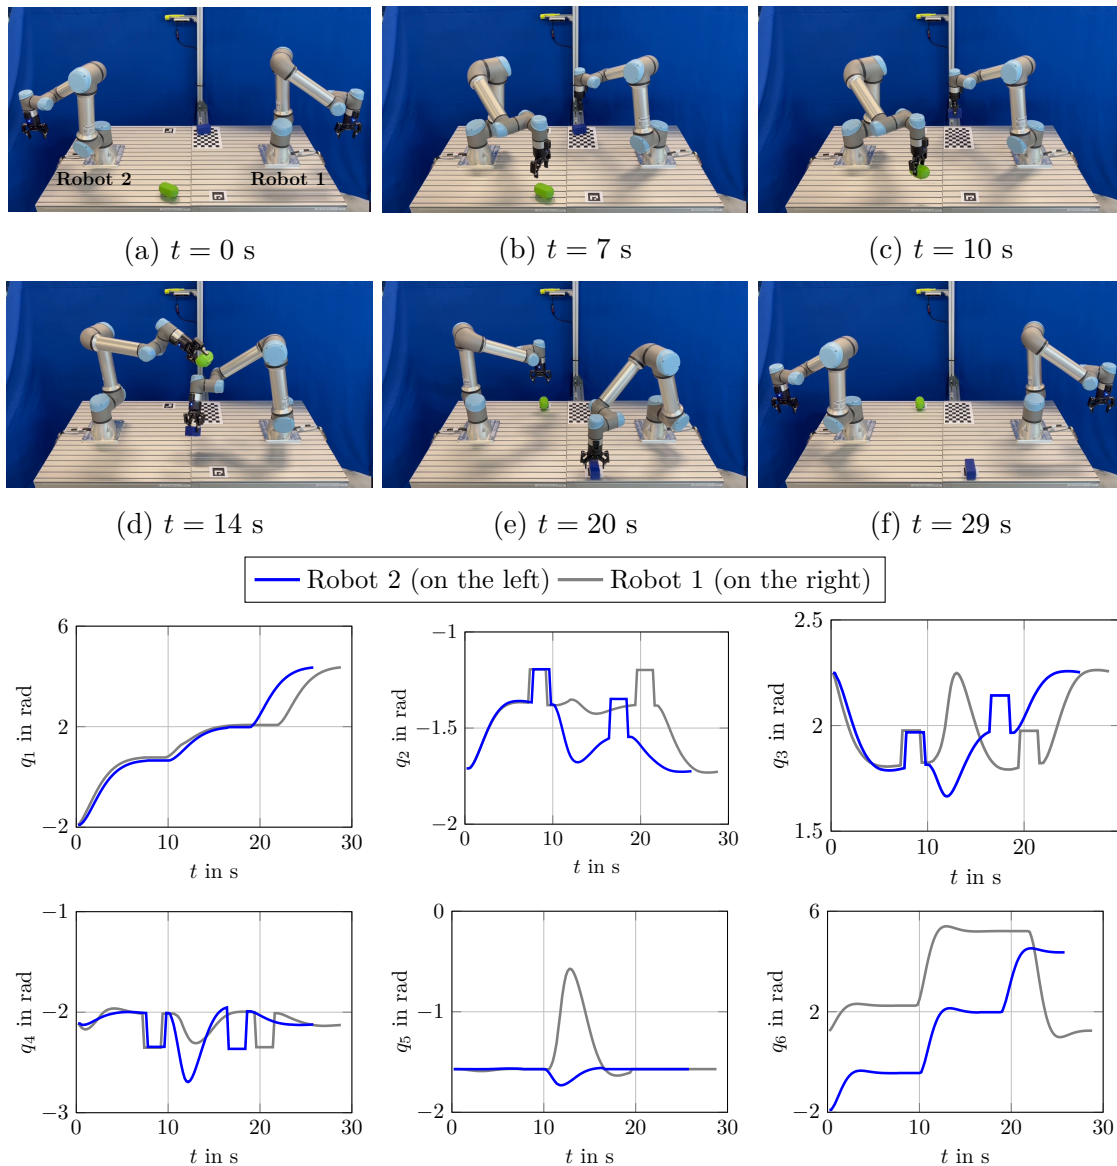 Robot 2
Robot 1
(a) t = 0 s
(b) t = 7 s
(c) t = 10 s
(d) t = 14 s
(e) t = 20 s
(f) t = 29 s
Robot 2 (on the left) Robot 1 (on the right)
6
2
−2
0 10 20 30
q1 in rad
t in s
−1
−1.5
−2
0 10 20 30
q2 in rad
t in s
2.5
2
1.5
0 10 20
q3 in rad
t in s
−1
−2
−3
0 10 20 30
q4 in rad
t in s
0
−1
−2
0 10 20 30
q5 in rad
t in s
6
2
−2
0 10 20 30
q6 in rad
t in s